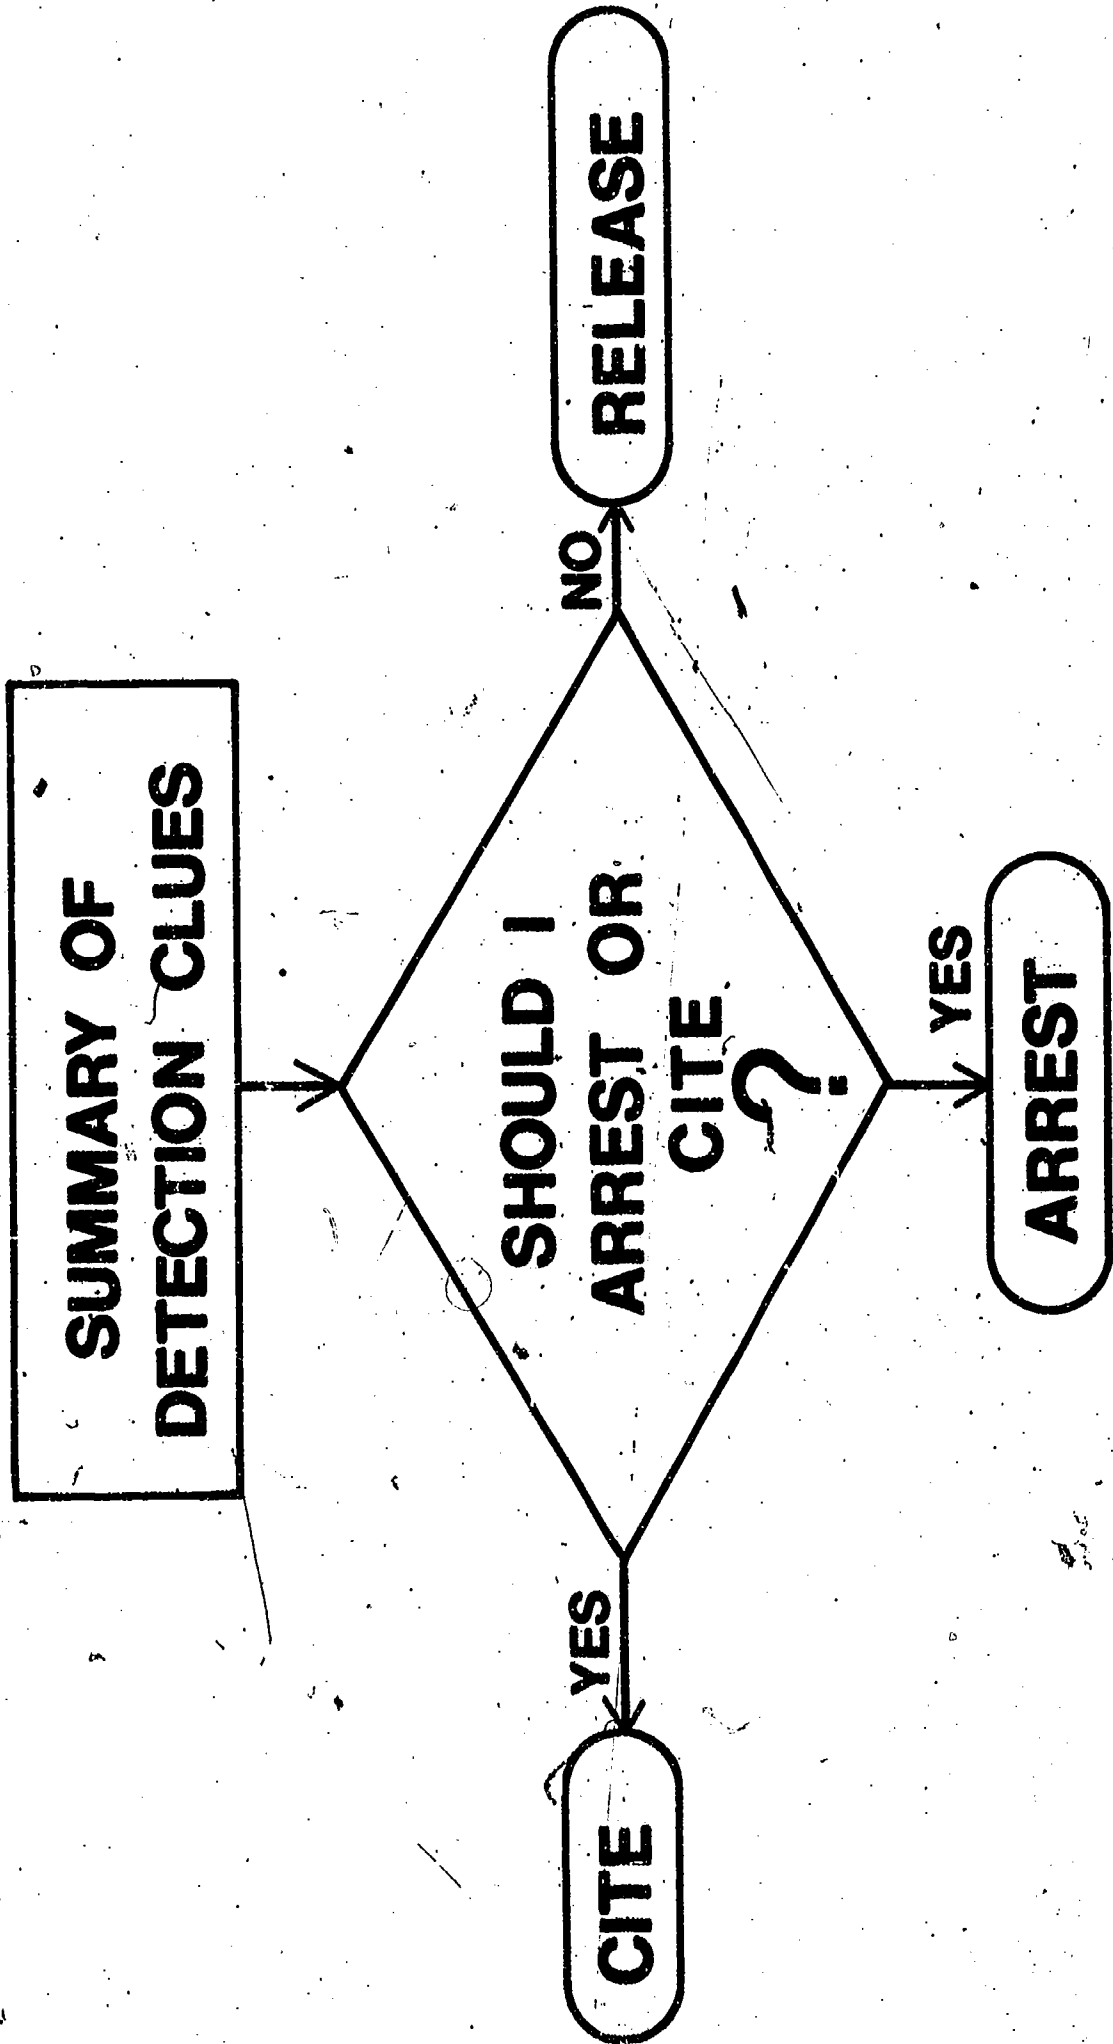 SUMMARY OF
DETECTION CLUES
SHOULD I
ARREST OR
CITE
?
YES
CITE
NO
RELEASE
YES
ARREST